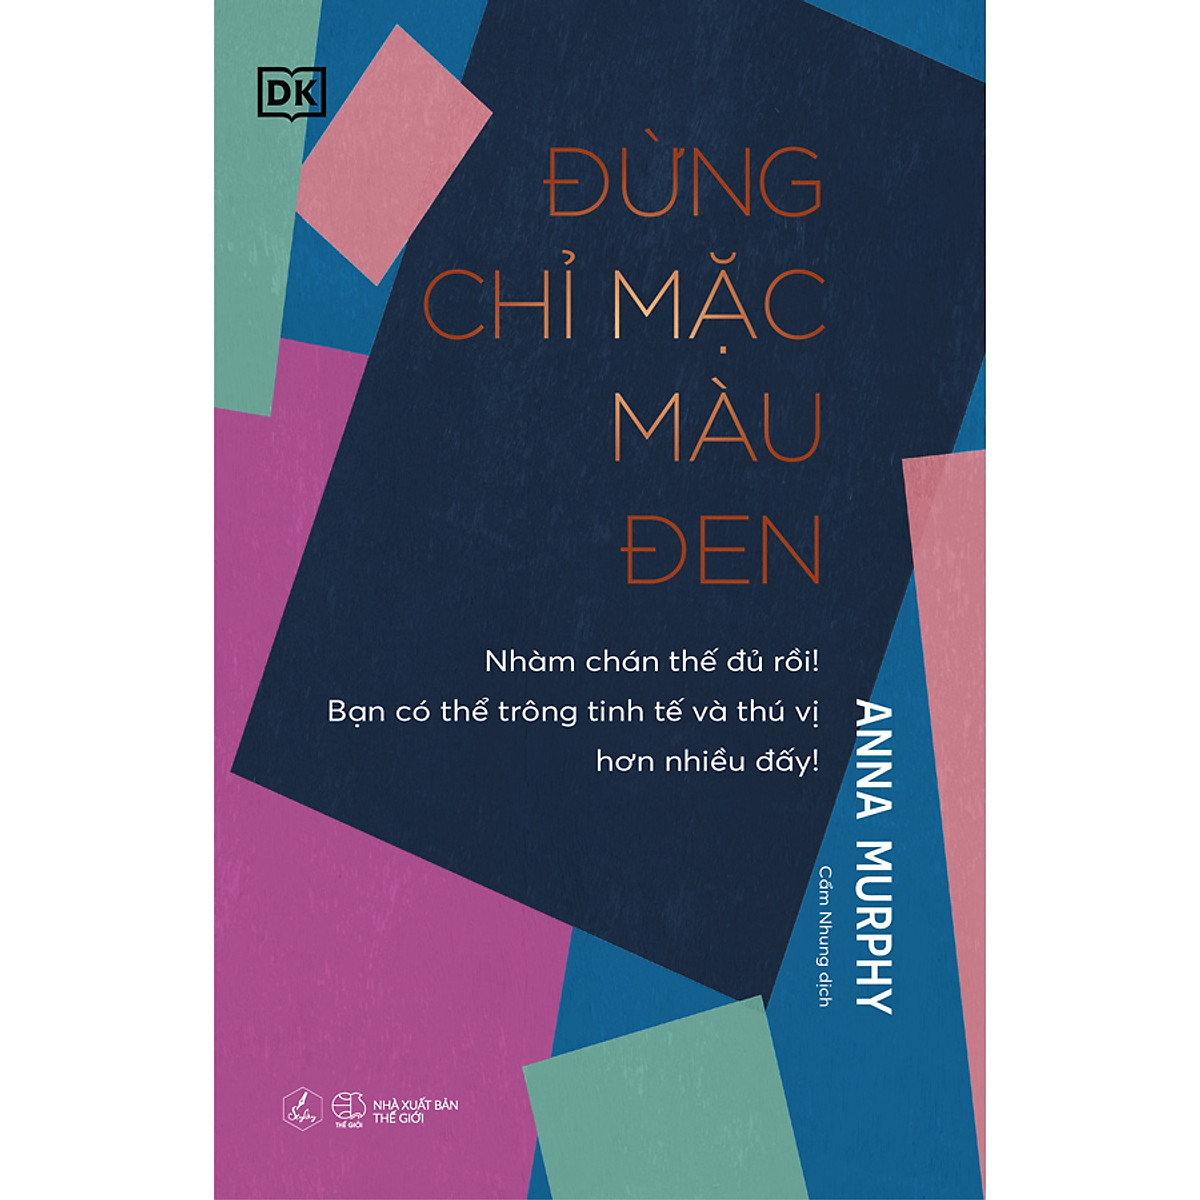 DK
ĐỪNG
CHỈ MẶC
MÀU
ĐEN
Nhàm chán thế đủ rồi!
Bạn có thể trông tinh tế và thú vị
hơn nhiều đấy!
ANNA MURPHY
Cẩm Nhung dịch
THẾ GIỚI
NHÀ XUẤT BẢN
THẾ GIỚI